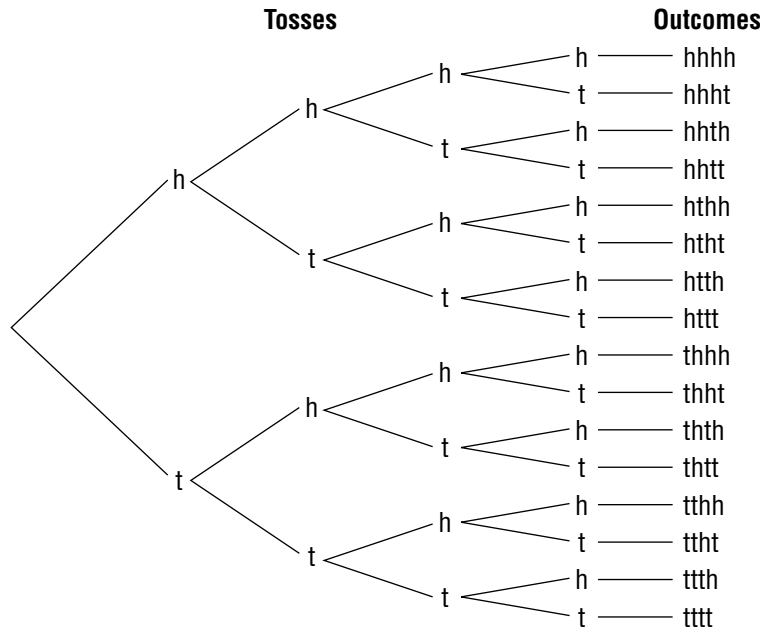 Tosses Outcomes
h h hhhh
t hhht
h
h hhth
t
t hhtt
h
h hthh
h
t htht
t
h htth
t
t httt
h thhh
h
t thht
h
h thth
t
t thtt
t
h tthh
h
t ttht
t
h ttth
t
t tttt